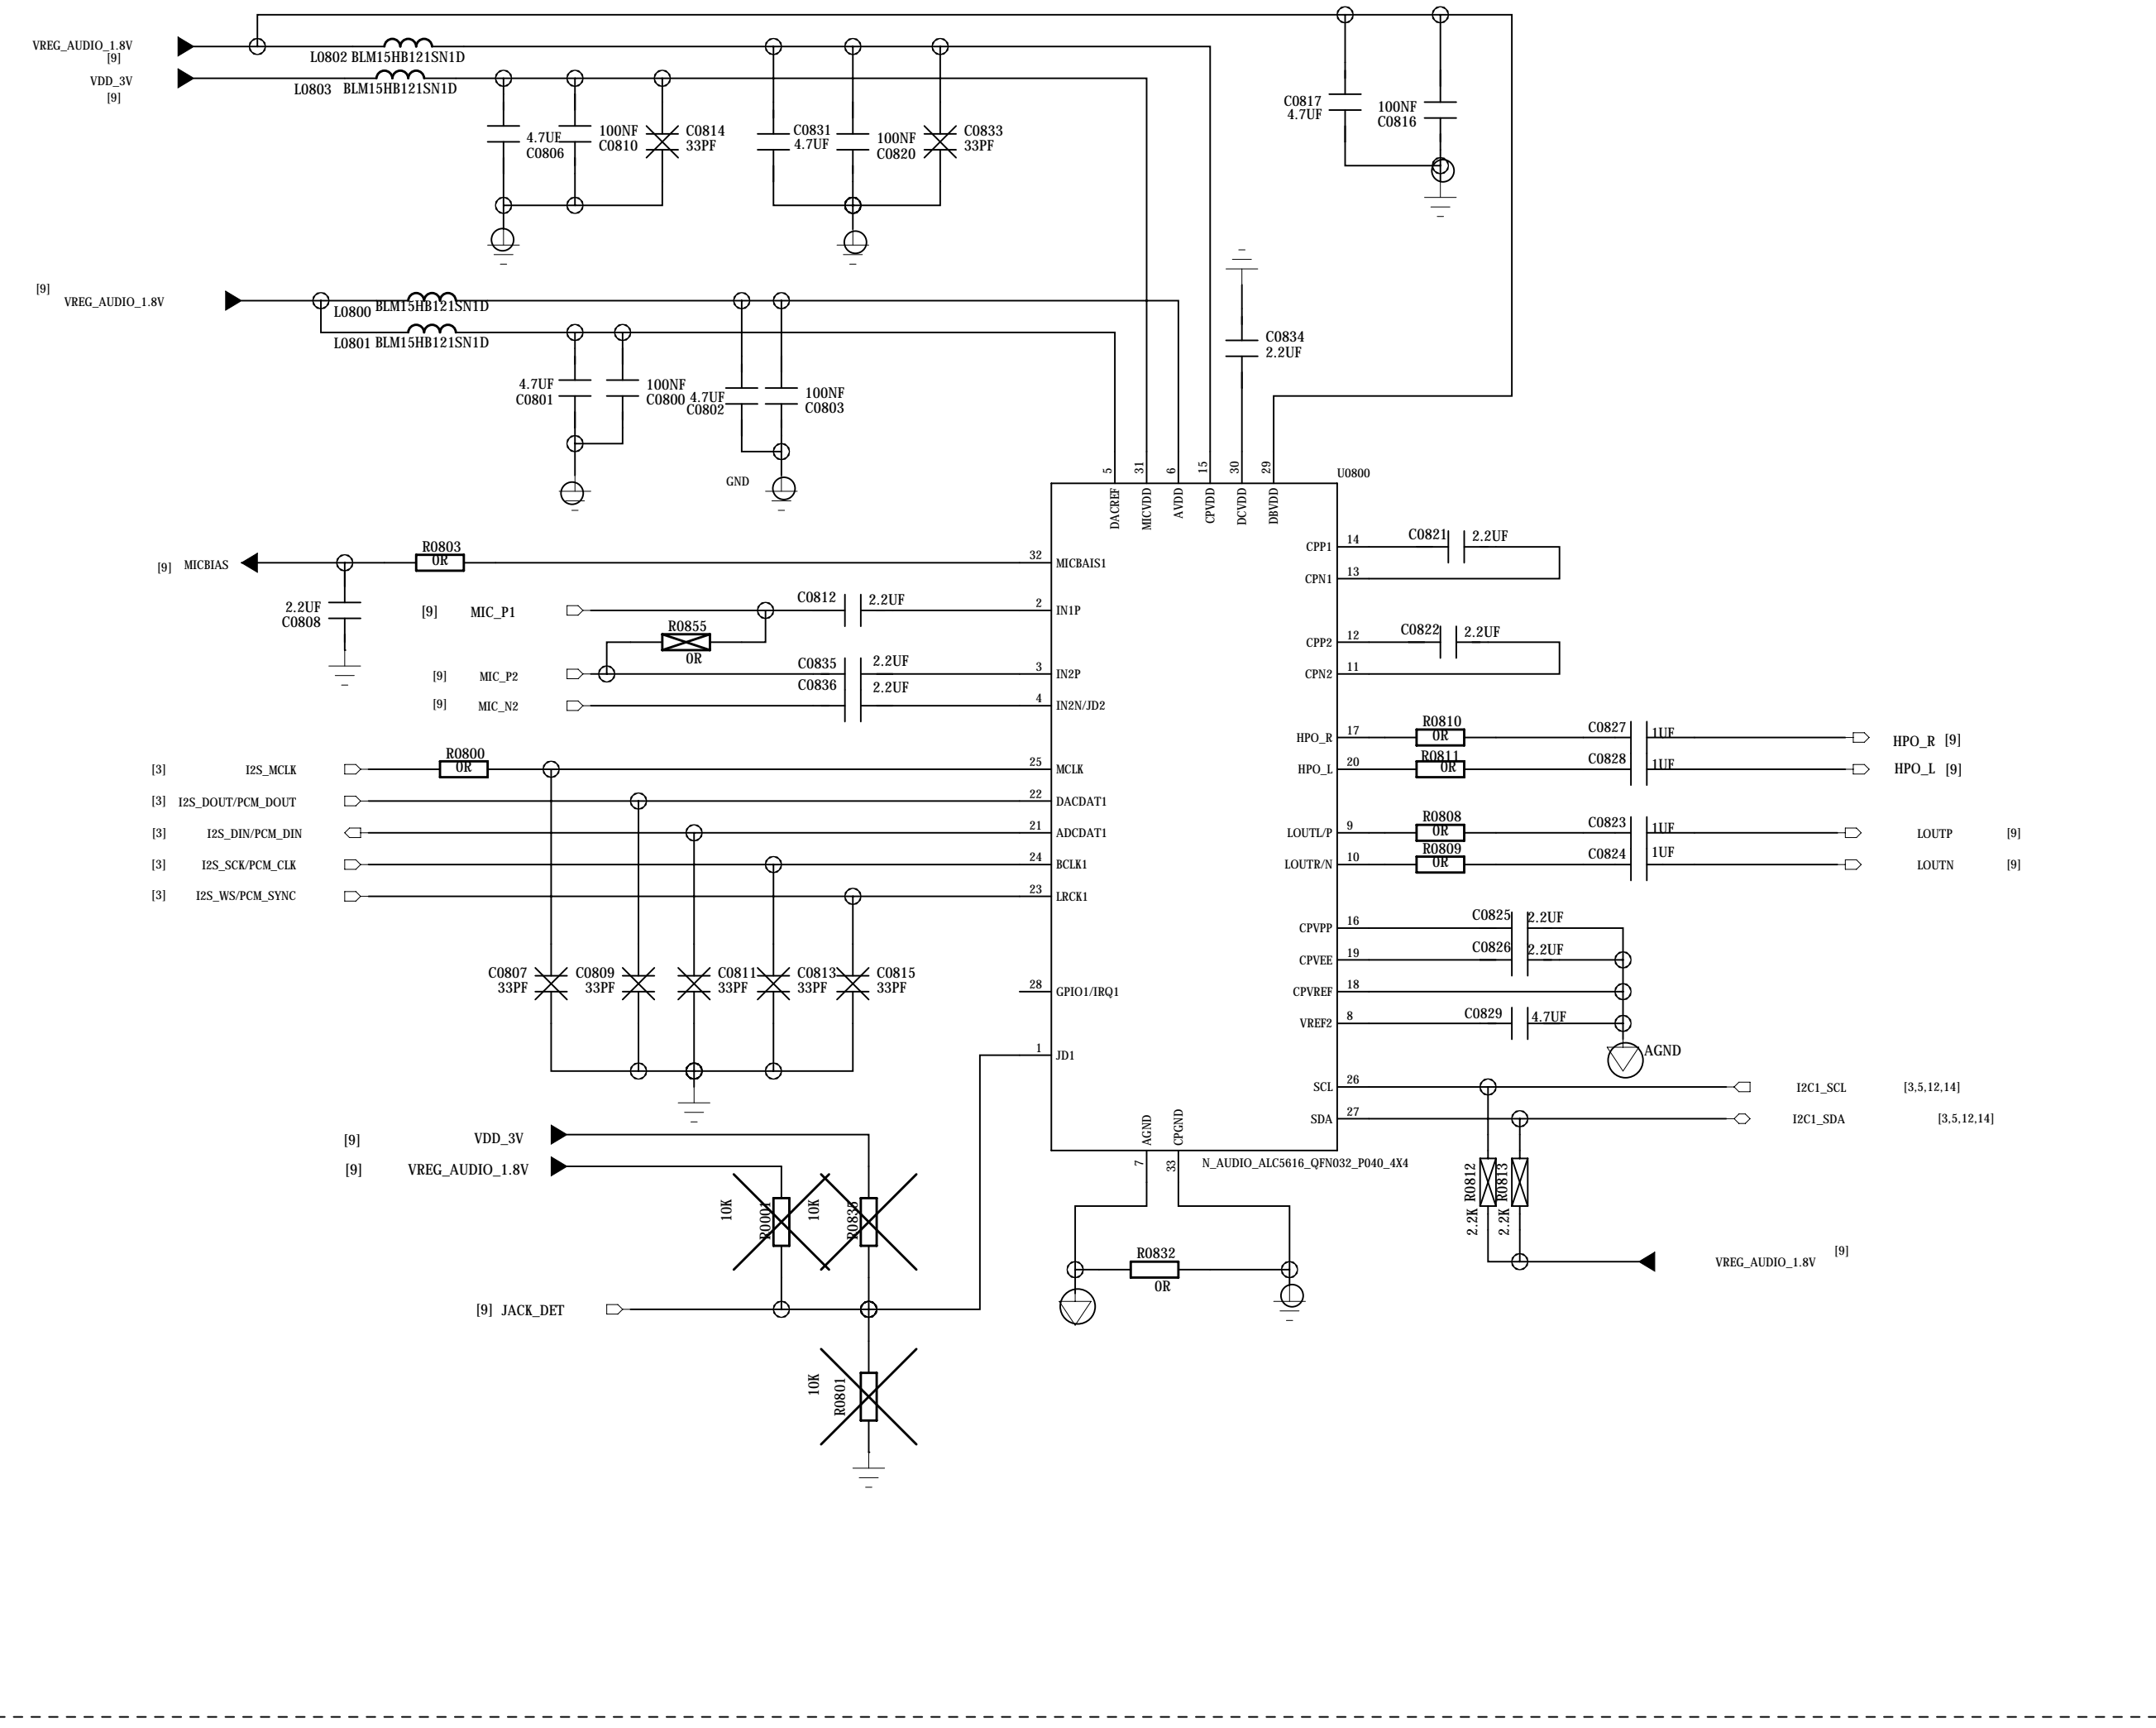 VREG_AUDIO_1.8V
[9]
L0802 BLM15HB121SN1D
VDD_3V
[9]
L0803 BLM15HB121SN1D
4.7UF
C0806
100NF
C0810
C0814
33PF
C0831
4.7UF
100NF
C0820
C0833
33PF
C0817
4.7UF
100NF
C0816
[9]
VREG_AUDIO_1.8V
L0800 BLM15HB121SN1D
L0801 BLM15HB121SN1D
C0834
2.2UF
4.7UF
C0801
100NF
C0800
4.7UF
C0802
100NF
C0803
GND
5
31
6
15
30
29
U0800
DACREF
MICVDD
AVDD
CPVDD
DCVDD
DBVDD
[9] MICBIAS
R0803
0R
32
MICBAIS1
2.2UF
C0808
[9] MIC_P1
C0812 2.2UF
2
IN1P
R0855
0R
[9] MIC_P2
C0835 2.2UF
3
IN2P
[9] MIC_N2
C0836 2.2UF
4
IN2N/JD2
[3] I2S_MCLK
R0800
0R
25
MCLK
[3] I2S_DOUT/PCM_DOUT
22
DACDAT1
[3] I2S_DIN/PCM_DIN
21
ADCDAT1
[3] I2S_SCK/PCM_CLK
24
BCLK1
[3] I2S_WS/PCM_SYNC
23
LRCK1
C0807
33PF
C0809
33PF
C0811
33PF
C0813
33PF
C0815
33PF
28
GPIO1/IRQ1
1
JD1
CPP1
14
C0821 2.2UF
CPN1
13
CPP2
12
C0822 2.2UF
CPN2
11
HPO_R
17
R0810
0R
C0827 1UF
HPO_R [9]
HPO_L
20
R0811
0R
C0828 1UF
HPO_L [9]
LOUTL/P
9
R0808
0R
C0823 1UF
LOUTP [9]
LOUTR/N
10
R0809
0R
C0824 1UF
LOUTN [9]
CPVPP
16
C0825 2.2UF
CPVEE
19
C0826 2.2UF
CPVREF
18
VREF2
8
C0829 4.7UF
AGND
SCL
26
I2C1_SCL [3,5,12,14]
SDA
27
I2C1_SDA [3,5,12,14]
AGND
CPGND
7
33
N_AUDIO_ALC5616_QFN032_P040_4X4
[9] VDD_3V
[9] VREG_AUDIO_1.8V
10K
R0001
10K
R0835
R0812
2.2K
R0813
2.2K
VREG_AUDIO_1.8V
[9]
R0832
0R
[9] JACK_DET
10K
R0801